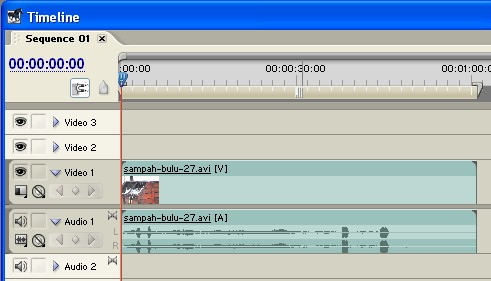 Timeline
Sequence 01
00:00:00:00
:00:00 00:00:30:00 00:01:00
Video 3
Video 2
Video 1 sampah-bulu-27.avi [V]
Audio 1 sampah-bulu-27.avi [A]
L
R
Audio 2